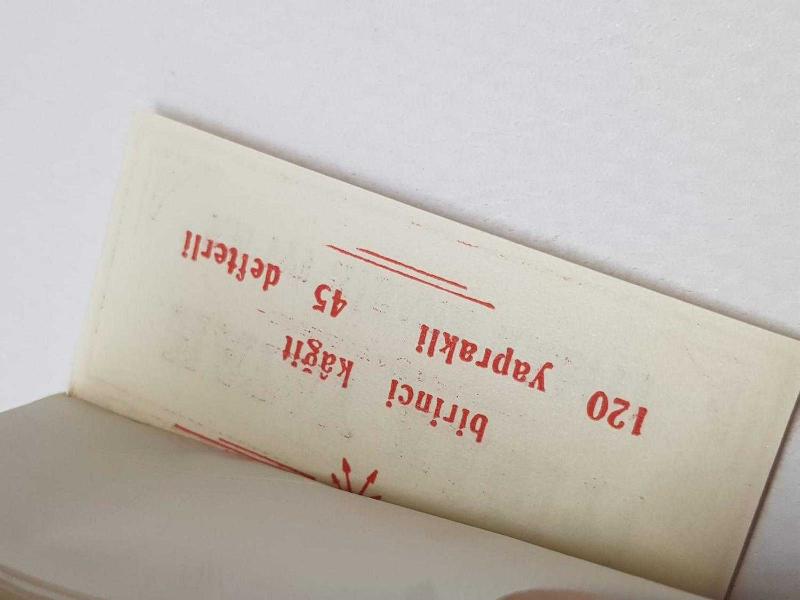 birinci kâğıt
120 yapraklı 45 defterli